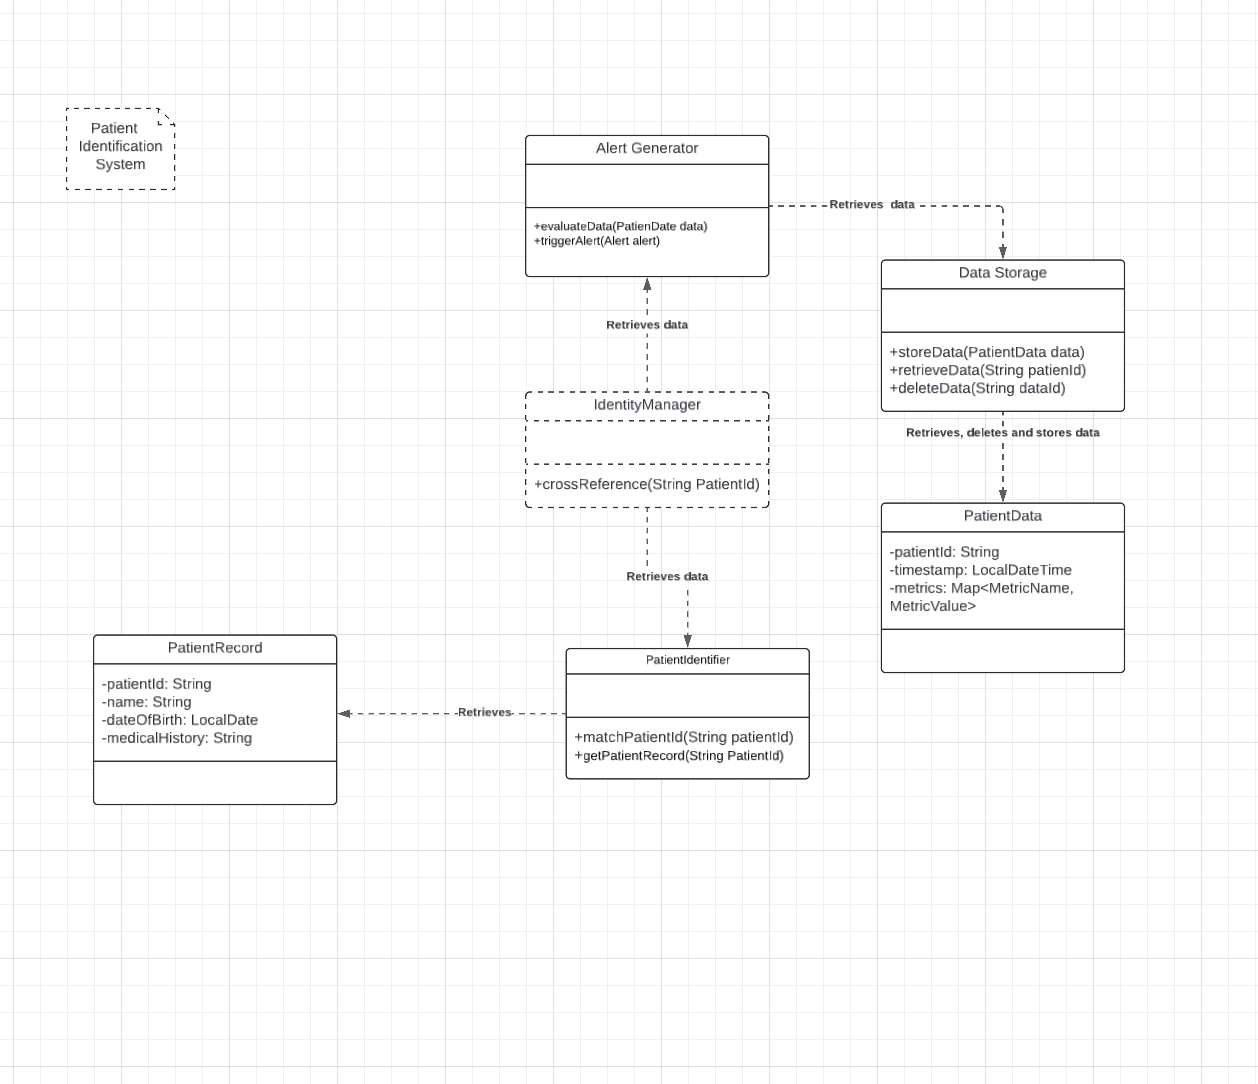 Patient
Identification
System
Alert Generator
+evaluateData(PatienDate data)
+triggerAlert(Alert alert)
Retrieves data
Data Storage
+storeData(PatientData data)
+retrieveData(String patienId)
+deleteData(String dataId)
Retrieves data
IdentityManager
+crossReference(String PatientId)
Retrieves, deletes and stores data
PatientData
-patientId: String
-timestamp: LocalDateTime
-metrics: Map<MetricName,
MetricValue>
Retrieves data
PatientRecord
-patientId: String
-name: String
-dateOfBirth: LocalDate
-medicalHistory: String
Retrieves
PatientIdentifier
+matchPatientId(String patientId)
+getPatientRecord(String PatientId)